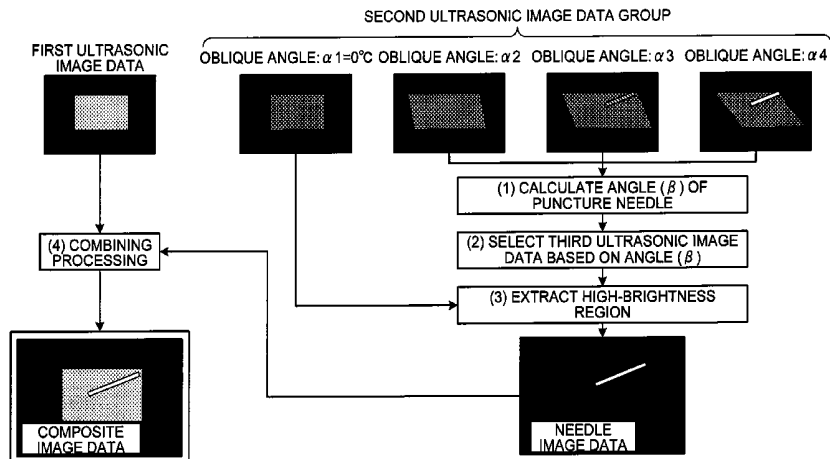 SECOND ULTRASONIC IMAGE DATA GROUP
FIRST ULTRASONIC
IMAGE DATA
OBLIQUE ANGLE: α1=0℃
OBLIQUE ANGLE: α2
OBLIQUE ANGLE: α3
OBLIQUE ANGLE: α4
(1) CALCULATE ANGLE (β) OF
PUNCTURE NEEDLE
(2) SELECT THIRD ULTRASONIC IMAGE
DATA BASED ON ANGLE (β)
(3) EXTRACT HIGH-BRIGHTNESS
REGION
(4) COMBINING
PROCESSING
COMPOSITE
IMAGE DATA
NEEDLE
IMAGE DATA